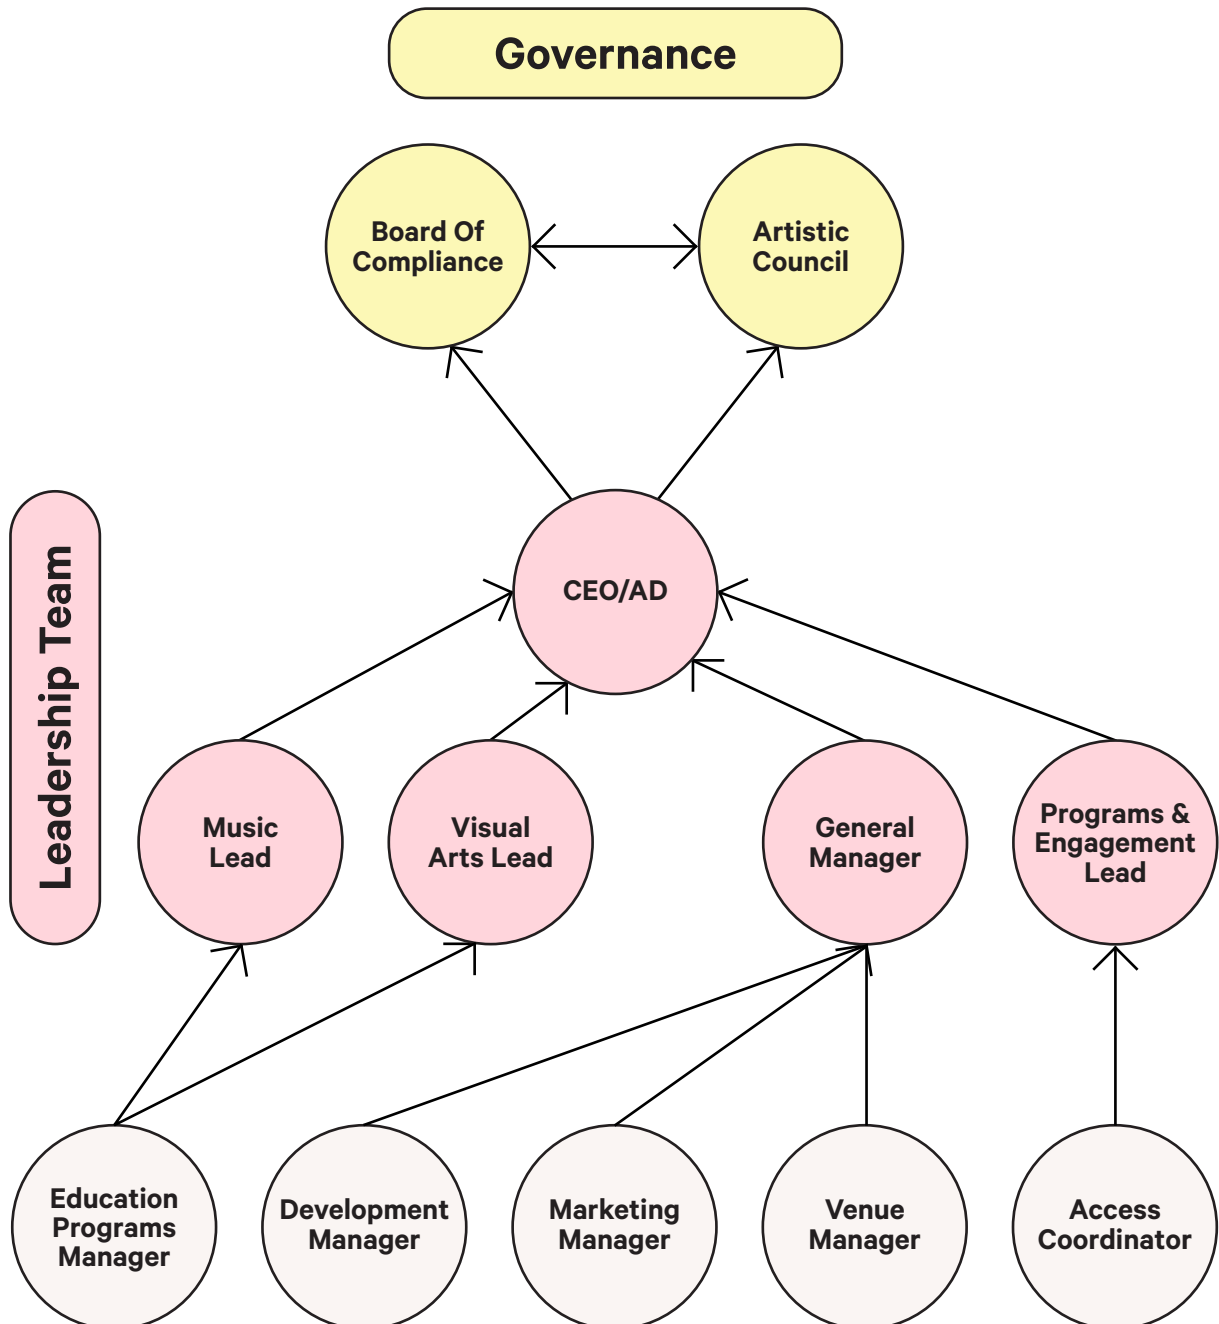 Governance
Board Of
Compliance
Artistic
Council
Leadership Team
CEO/AD
Music
Lead
Visual
Arts Lead
General
Manager
Programs &
Engagement
Lead
Education
Programs
Manager
Development
Manager
Marketing
Manager
Venue
Manager
Access
Coordinator